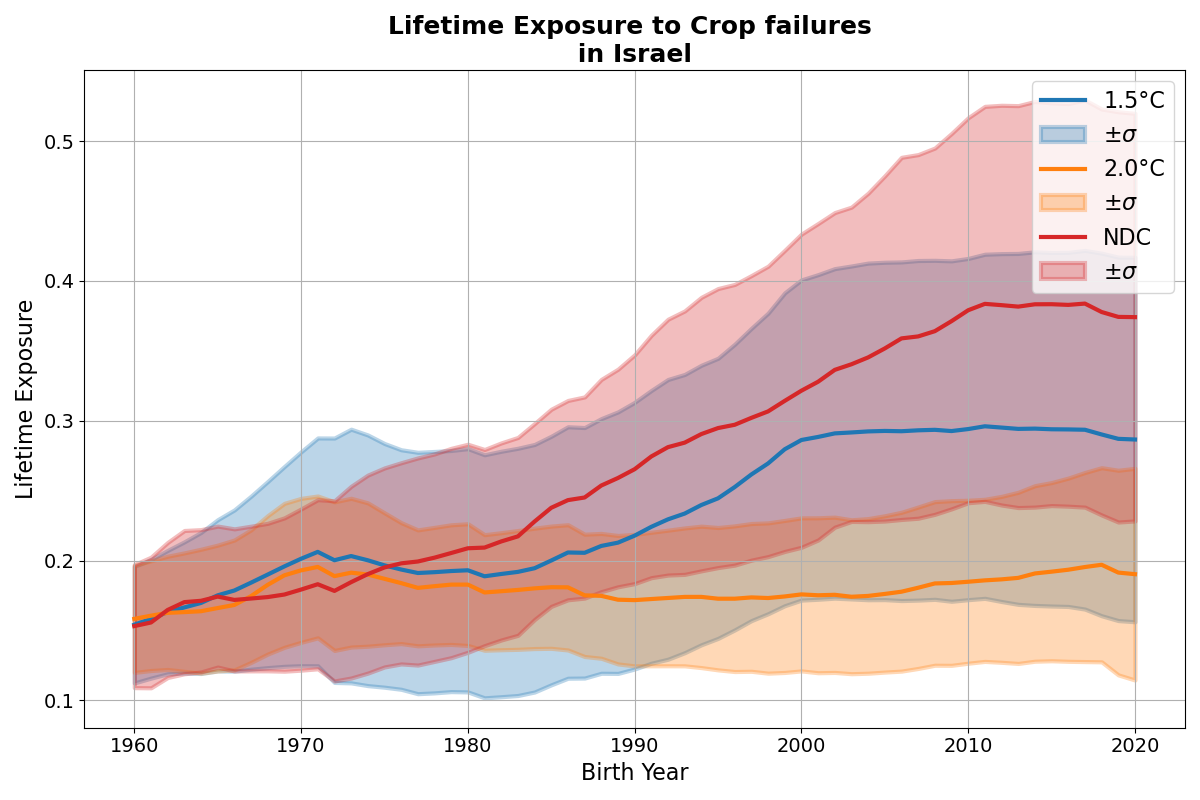 Lifetime Exposure to Crop failures
in Israel
1.5°C
±σ
2.0°C
±σ
NDC
±σ
Lifetime Exposure
0.5
0.4
0.3
0.2
0.1
1960 1970 1980 1990 2000 2010 2020
Birth Year